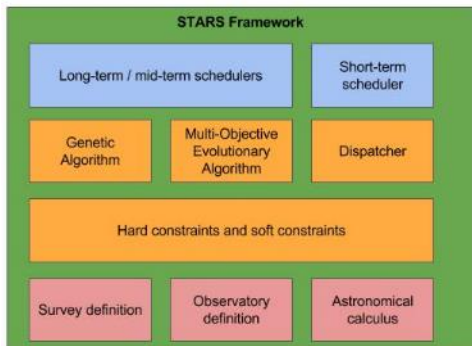 STARS Framework
Long-term / mid-term schedulers
Short-term
scheduler
Genetic
Algorithm
Multi-Objective
Evolutionary
Algorithm
Dispatcher
Hard constraints and soft constraints
Survey definition
Observatory
definition
Astronomical
calculus